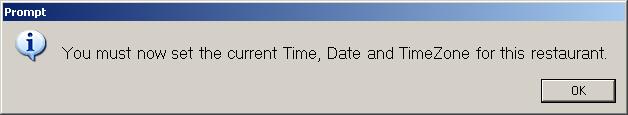 Prompt
You must now set the current Time, Date and TimeZone for this restaurant.
OK